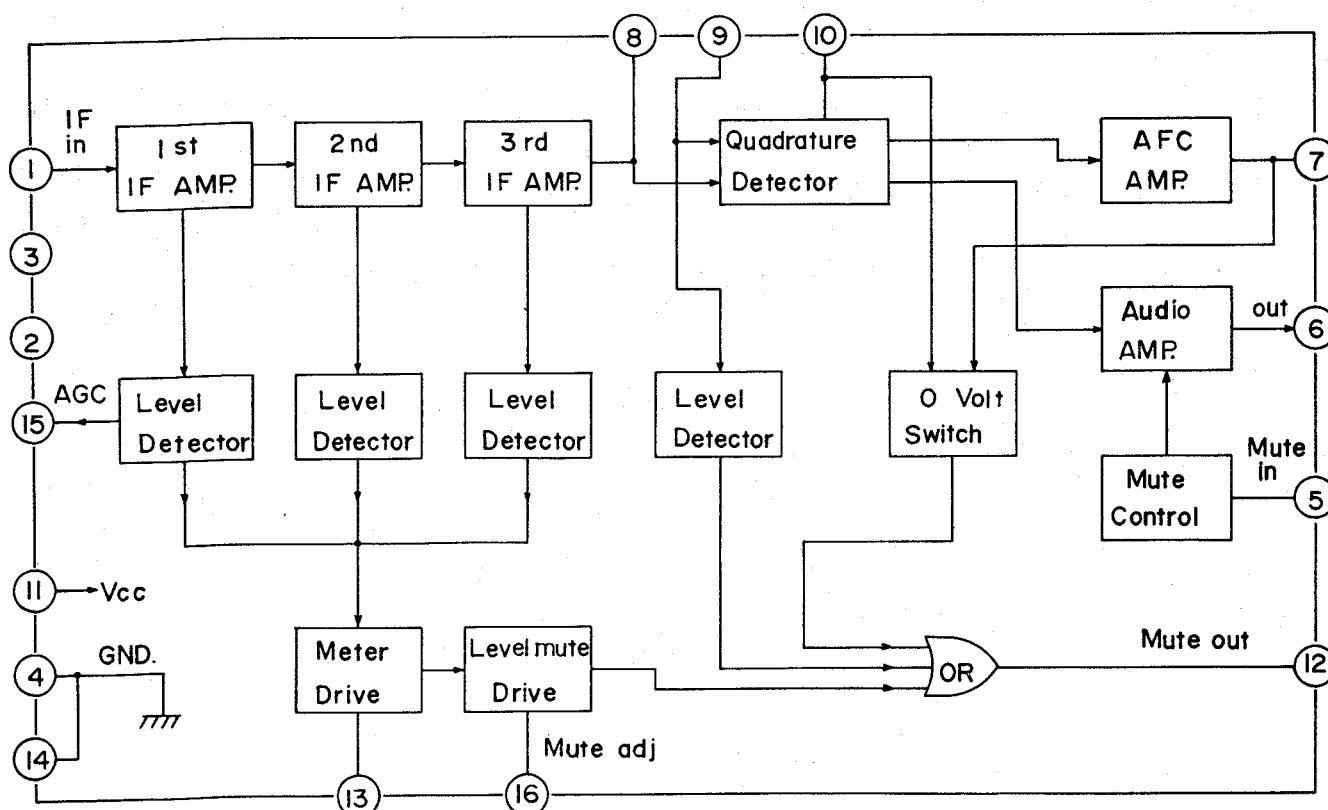 8
9
10
IF
in
1
1st
IF AMP.
2nd
IF AMP.
3rd
IF AMP.
Quadrature
Detector
AFC
AMP.
7
3
2
Audio
AMP.
out
6
AGC
15
Level
Detector
Level
Detector
Level
Detector
Level
Detector
0 Volt
Switch
Mute
in
Mute
Control
5
11
Vcc
4
GND.
Meter
Drive
Level mute
Drive
OR
Mute out
12
14
Mute adj
13
16